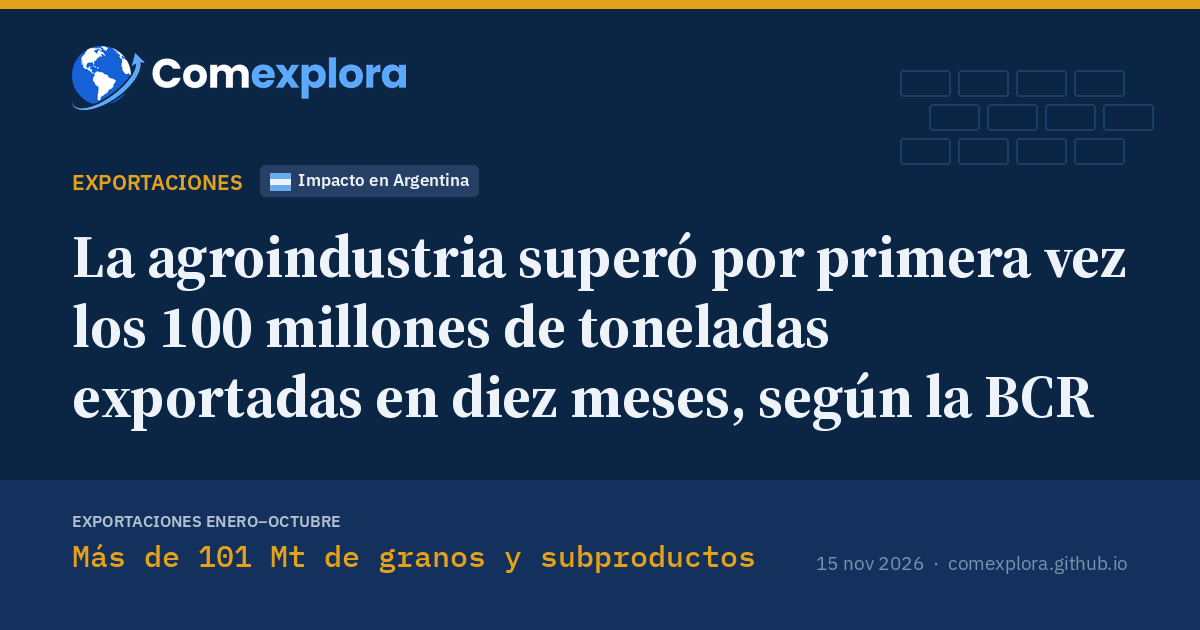 Comexplora
EXPORTACIONES
Impacto en Argentina
La agroindustria superó por primera vez
los 100 millones de toneladas
exportadas en diez meses, según la BCR
EXPORTACIONES ENERO–OCTUBRE
Más de 101 Mt de granos y subproductos
15 nov 2026 · comexplora.github.io